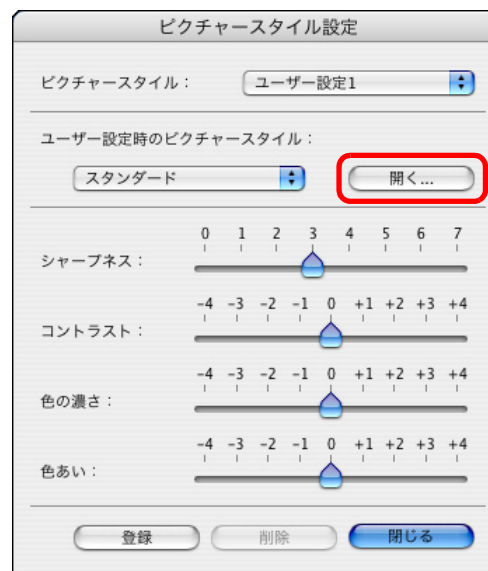 ピクチャースタイル設定
ピクチャースタイル： ユーザー設定1
ユーザー設定時のピクチャースタイル：
スタンダード 開く...
0 1 2 3 4 5 6 7
シャープネス：
-4 -3 -2 -1 0 +1 +2 +3 +4
コントラスト：
-4 -3 -2 -1 0 +1 +2 +3 +4
色の濃さ：
-4 -3 -2 -1 0 +1 +2 +3 +4
色あい：
登録 削除 閉じる